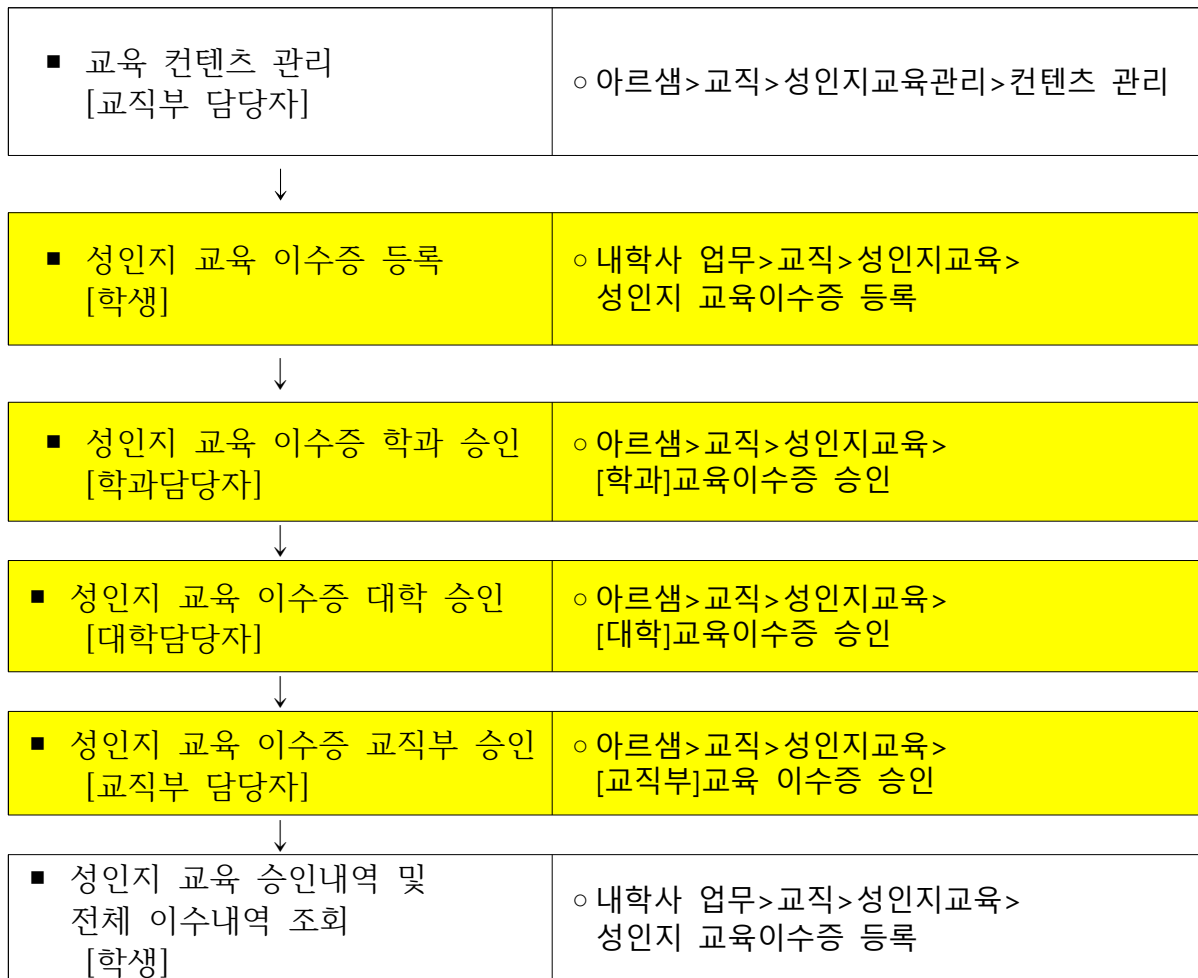 ■ 교육 컨텐츠 관리
[교직부 담당자]
○ 아르샘>교직>성인지교육관리>컨텐츠 관리
↓
■ 성인지 교육 이수증 등록
[학생]
○ 내학사 업무>교직>성인지교육>
성인지 교육이수증 등록
↓
■ 성인지 교육 이수증 학과 승인
[학과담당자]
○ 아르샘>교직>성인지교육>
[학과]교육이수증 승인
↓
■ 성인지 교육 이수증 대학 승인
[대학담당자]
○ 아르샘>교직>성인지교육>
[대학]교육이수증 승인
↓
■ 성인지 교육 이수증 교직부 승인
[교직부 담당자]
○ 아르샘>교직>성인지교육>
[교직부]교육 이수증 승인
↓
■ 성인지 교육 승인내역 및
전체 이수내역 조회
[학생]
○ 내학사 업무>교직>성인지교육>
성인지 교육이수증 등록